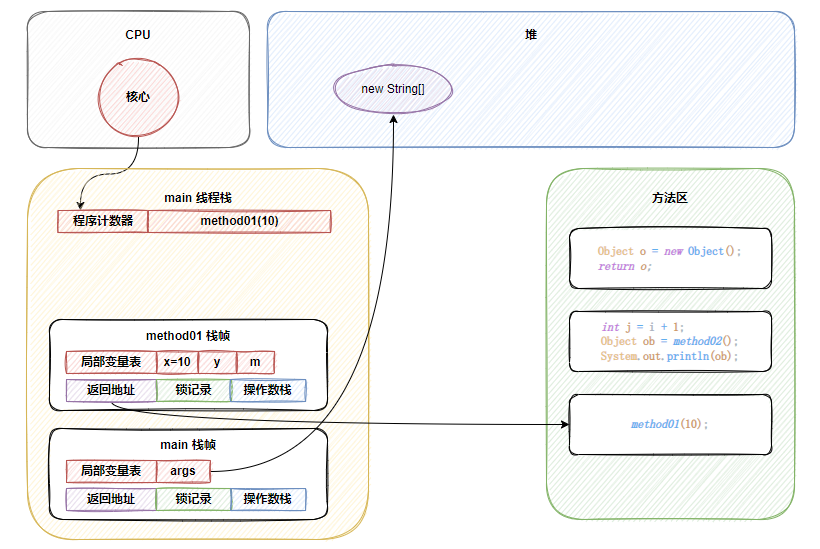 CPU
核心
堆
new String[]
main 线程栈
程序计数器
method01(10)
method01 栈帧
局部变量表
x=10
y
m
返回地址
锁记录
操作数栈
main 栈帧
局部变量表
args
返回地址
锁记录
操作数栈
方法区
Object o = new Object();
return o;
int j = i + 1;
Object ob = method02();
System.out.println(ob);
method01(10);